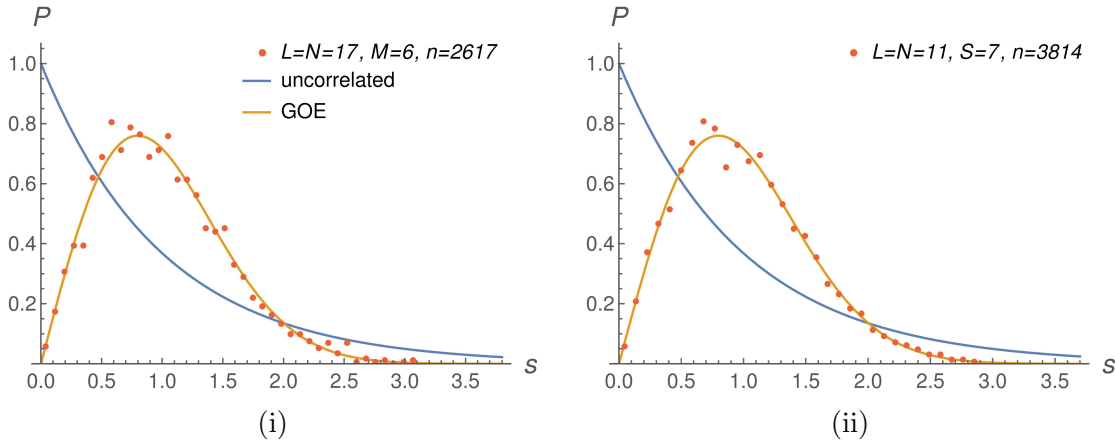 P
L=N=17, M=6, n=2617
uncorrelated
GOE
1.0
0.8
0.6
0.4
0.2
0.0 0.5 1.0 1.5 2.0 2.5 3.0 3.5 s
(i)
P
L=N=11, S=7, n=3814
1.0
0.8
0.6
0.4
0.2
0.0 0.5 1.0 1.5 2.0 2.5 3.0 3.5 s
(ii)